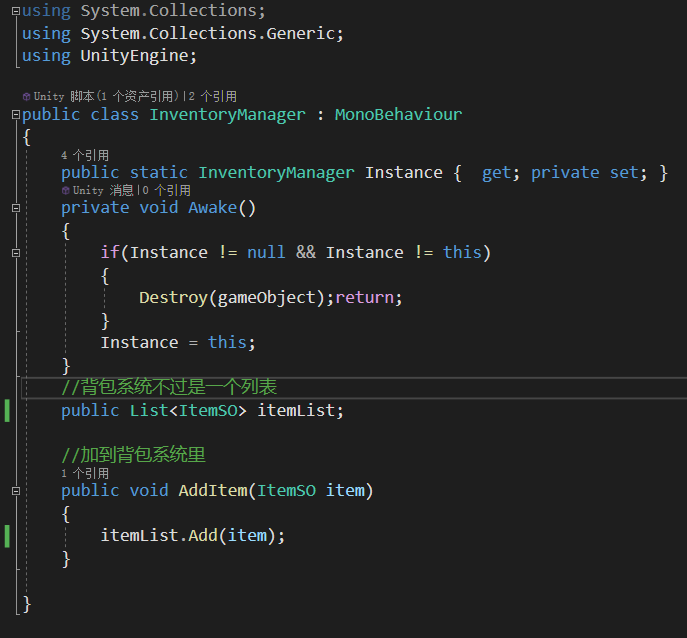 using System.Collections;
using System.Collections.Generic;
using UnityEngine;
Unity 脚本(1 个资产引用)|2 个引用
public class InventoryManager : MonoBehaviour
{
4 个引用
public static InventoryManager Instance {  get; private set; }
Unity 消息|0 个引用
private void Awake()
{
if(Instance != null && Instance != this)
{
Destroy(gameObject);return;
}
Instance = this;
}
//背包系统不过是一个列表
public List<ItemSO> itemList;
//加到背包系统里
1 个引用
public void AddItem(ItemSO item)
{
itemList.Add(item);
}
}